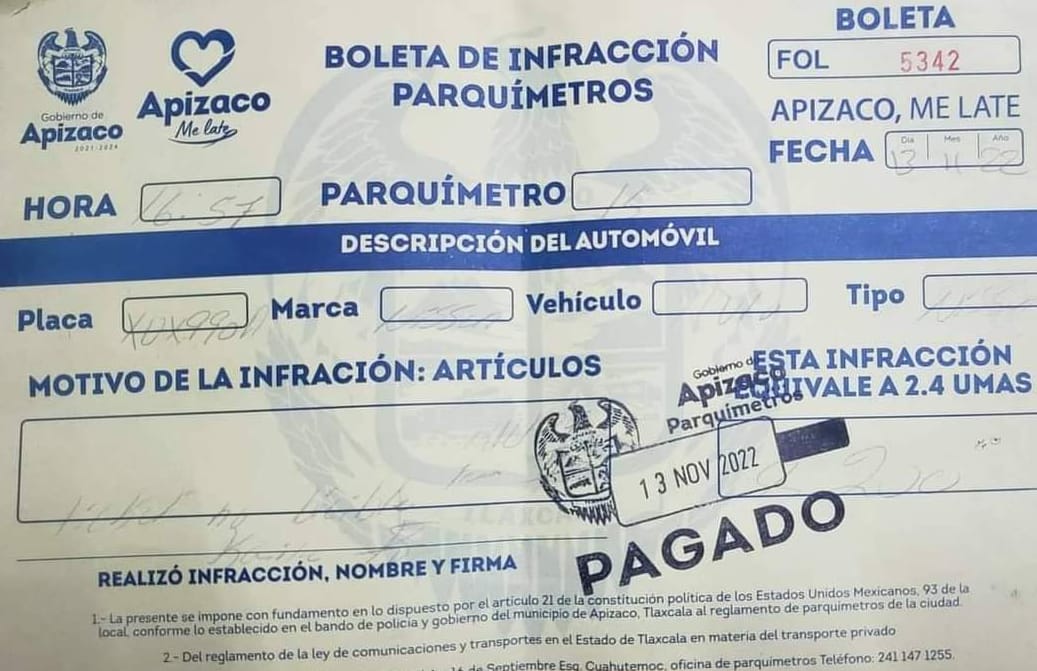 BOLETA
BOLETA DE INFRACCIÓN
PARQUÍMETROS
FOL 5342
APIZACO, ME LATE
Gobierno de
Apizaco
2021-2024
Apizaco
Me late
FECHA Día Mes Año
13 11 22
HORA 16:57 PARQUÍMETRO
DESCRIPCIÓN DEL AUTOMÓVIL
Placa XUX990A Marca Nissan Vehículo Tipo
MOTIVO DE LA INFRACIÓN: ARTÍCULOS
ESTA INFRACCIÓN
EQUIVALE A 2.4 UMAS
Gobierno de
Apizaco
Parquímetros
13 NOV 2022
PAGADO
ticket no visible
REALIZÓ INFRACCIÓN, NOMBRE Y FIRMA
1.- La presente se impone con fundamento en lo dispuesto por el artículo 21 de la constitución política de los Estados Unidos Mexicanos, 93 de la
local, conforme lo establecido en el bando de policía y gobierno del municipio de Apizaco, Tlaxcala al reglamento de parquímetros de la ciudad.
2.- Del reglamento de la ley de comunicaciones y transportes en el Estado de Tlaxcala en materia del transporte privado
16 de Septiembre Esq. Cuahutemoc, oficina de parquímetros Teléfono: 241 147 1255.